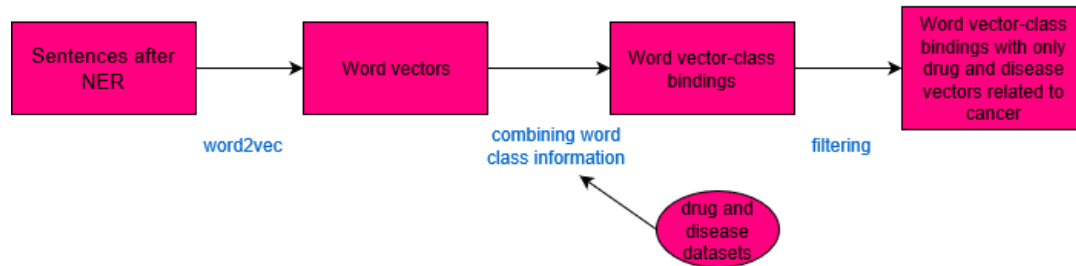 Sentences after
NER
Word vectors
Word vector-class
bindings
Word vector-class
bindings with only
drug and disease
vectors related to
cancer
word2vec
combining word
class information
filtering
drug and
disease
datasets